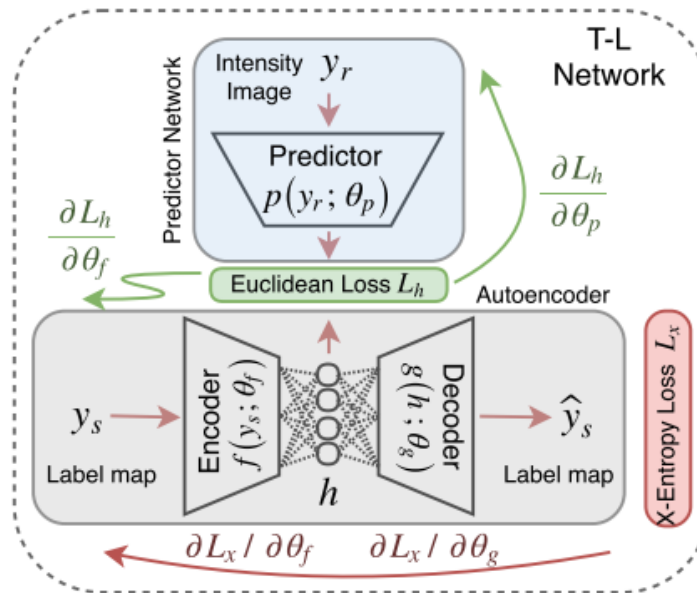 T-L
Network
Intensity
Image
y_r
Predictor Network
Predictor
p(y_r; θ_p)
∂L_h
∂θ_f
∂L_h
∂θ_p
Euclidean Loss L_h
Autoencoder
y_s
Label map
Encoder
f(y_s; θ_f)
h
Decoder
g(h; θ_g)
ŷ_s
Label map
X-Entropy Loss L_x
∂L_x / ∂θ_f
∂L_x / ∂θ_g